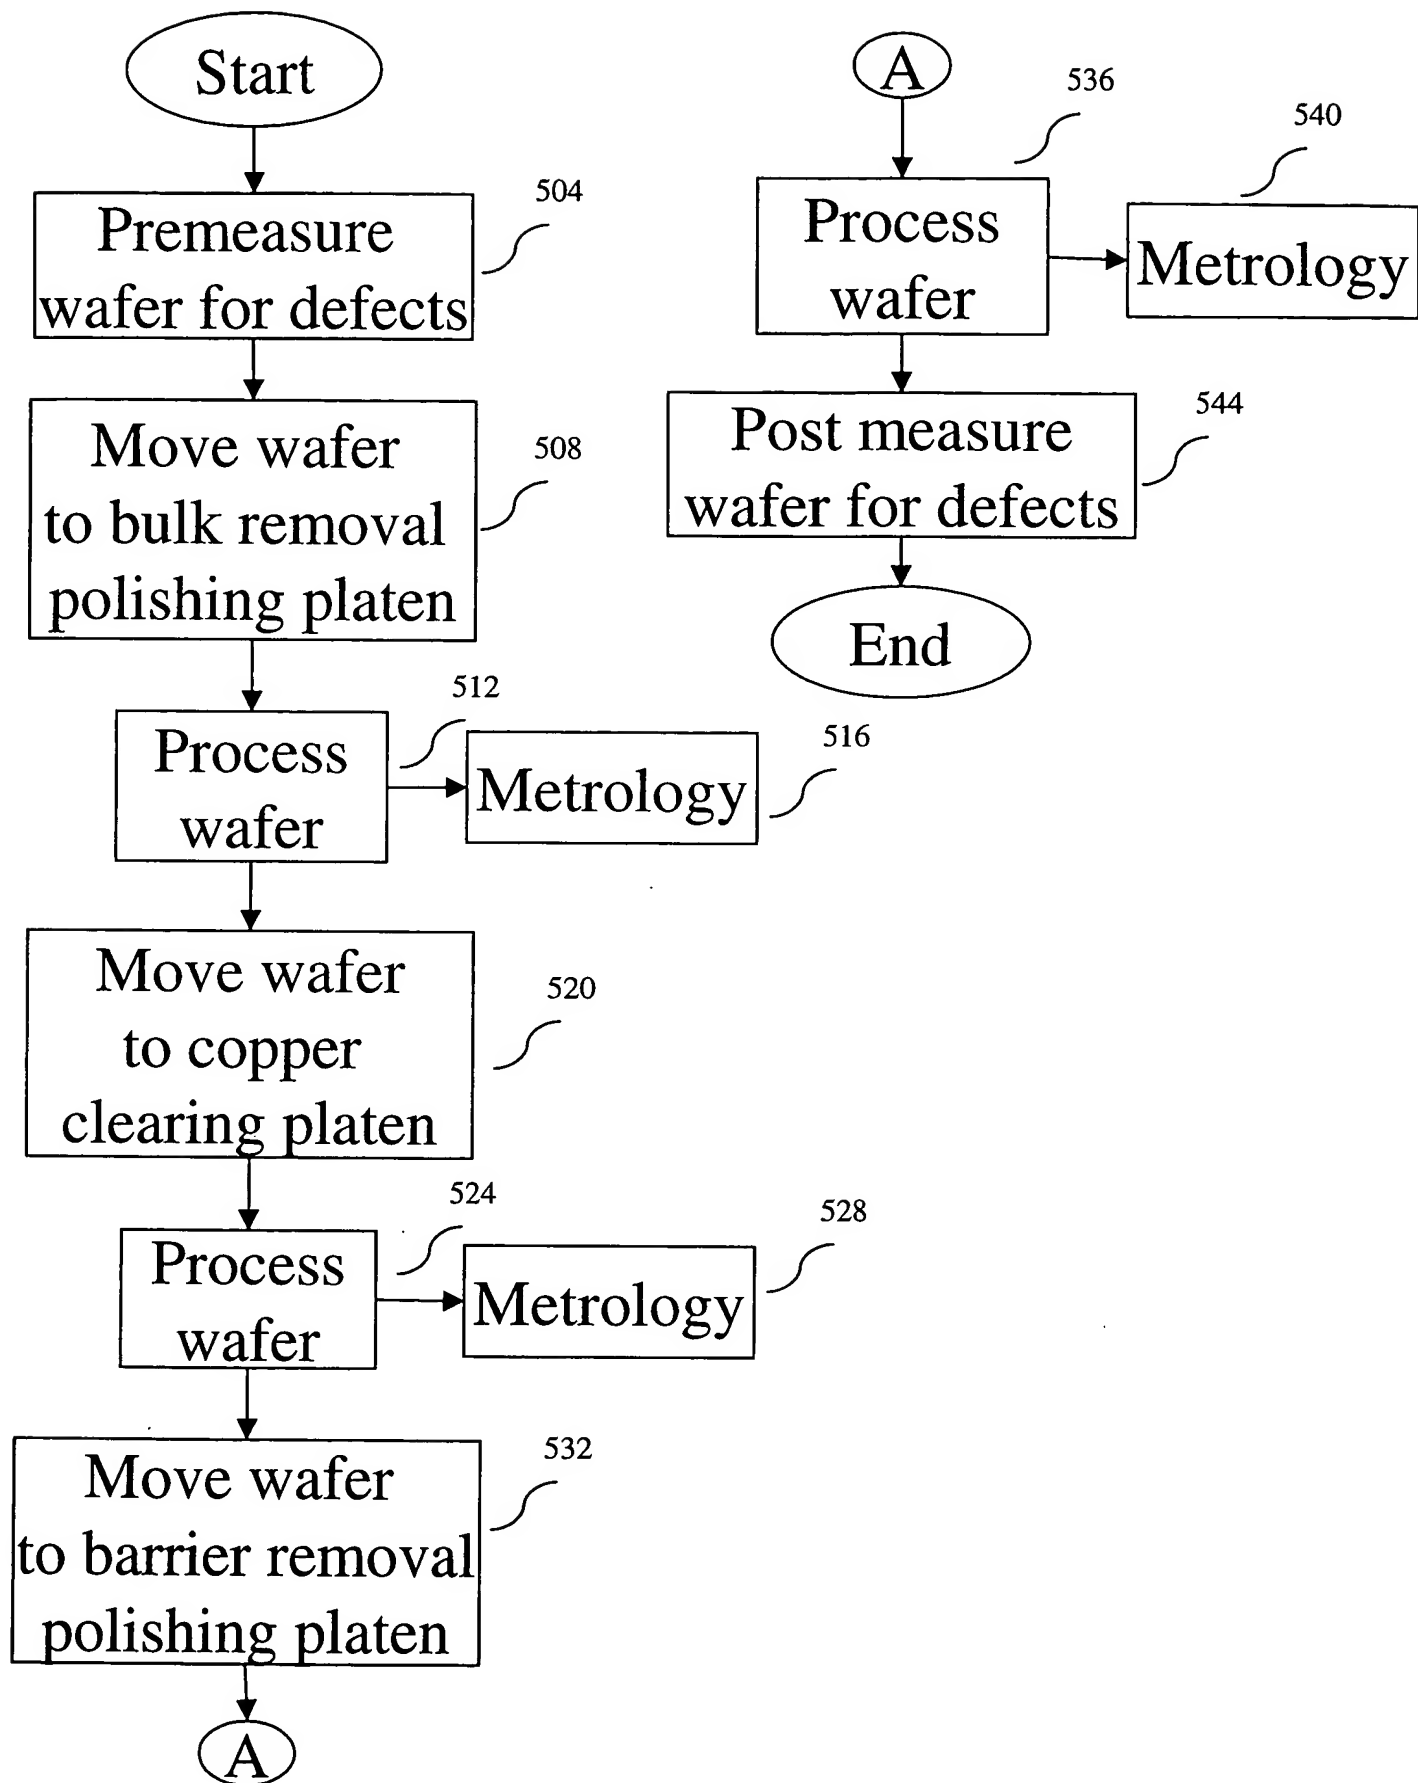 Start
504
Premeasure
wafer for defects
508
Move wafer
to bulk removal
polishing platen
512
Process
wafer
516
Metrology
520
Move wafer
to copper
clearing platen
524
Process
wafer
528
Metrology
532
Move wafer
to barrier removal
polishing platen
A
A
536
Process
wafer
540
Metrology
544
Post measure
wafer for defects
End